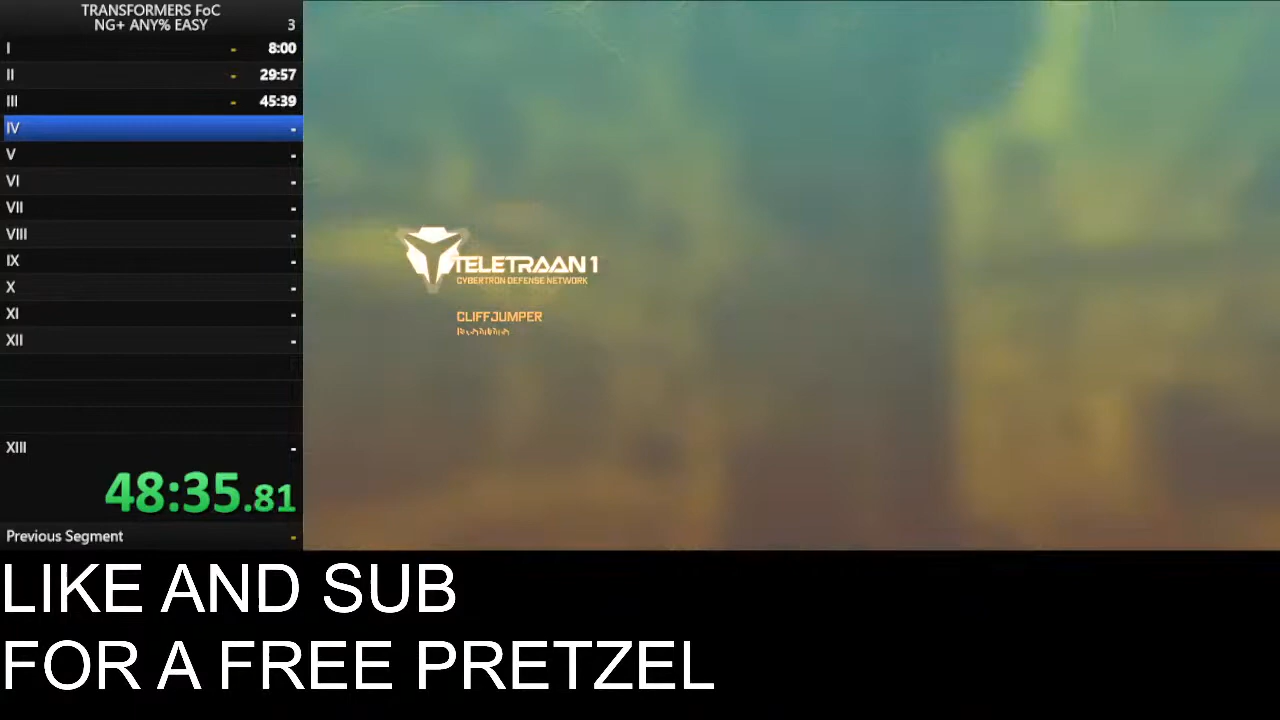 TRANSFORMERS FoC
NG+ ANY% EASY 3
I - 8:00
II - 29:57
III - 45:39
IV -
V -
VI -
VII -
VIII -
IX -
X -
XI -
XII -
XIII -
48:35.81
Previous Segment -
TELETRAAN 1
CYBERTRON DEFENSE NETWORK
CLIFFJUMPER
LIKE AND SUB
FOR A FREE PRETZEL